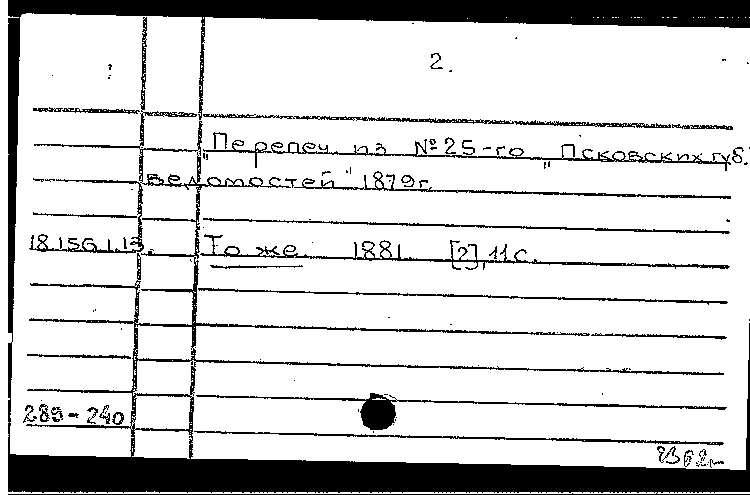 2.
„Перепеч. из №25-го „Псковских губ.
ведомостей" 1879г.
18.156.1.13. То же. 1881. [2], 11с.
289-240